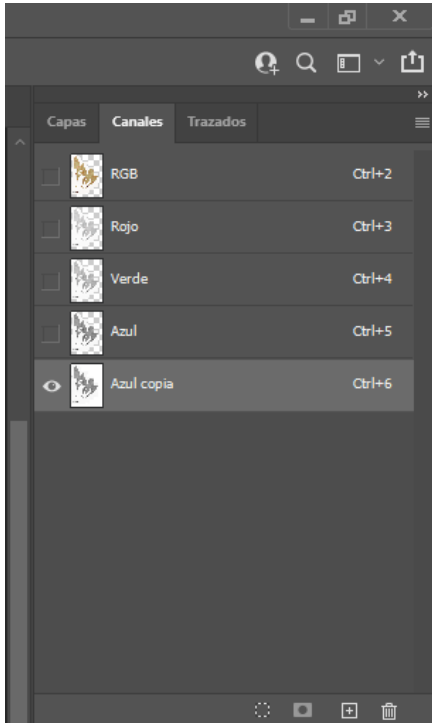 Capas Canales Trazados
RGB Ctrl+2
Rojo Ctrl+3
Verde Ctrl+4
Azul Ctrl+5
Azul copia Ctrl+6